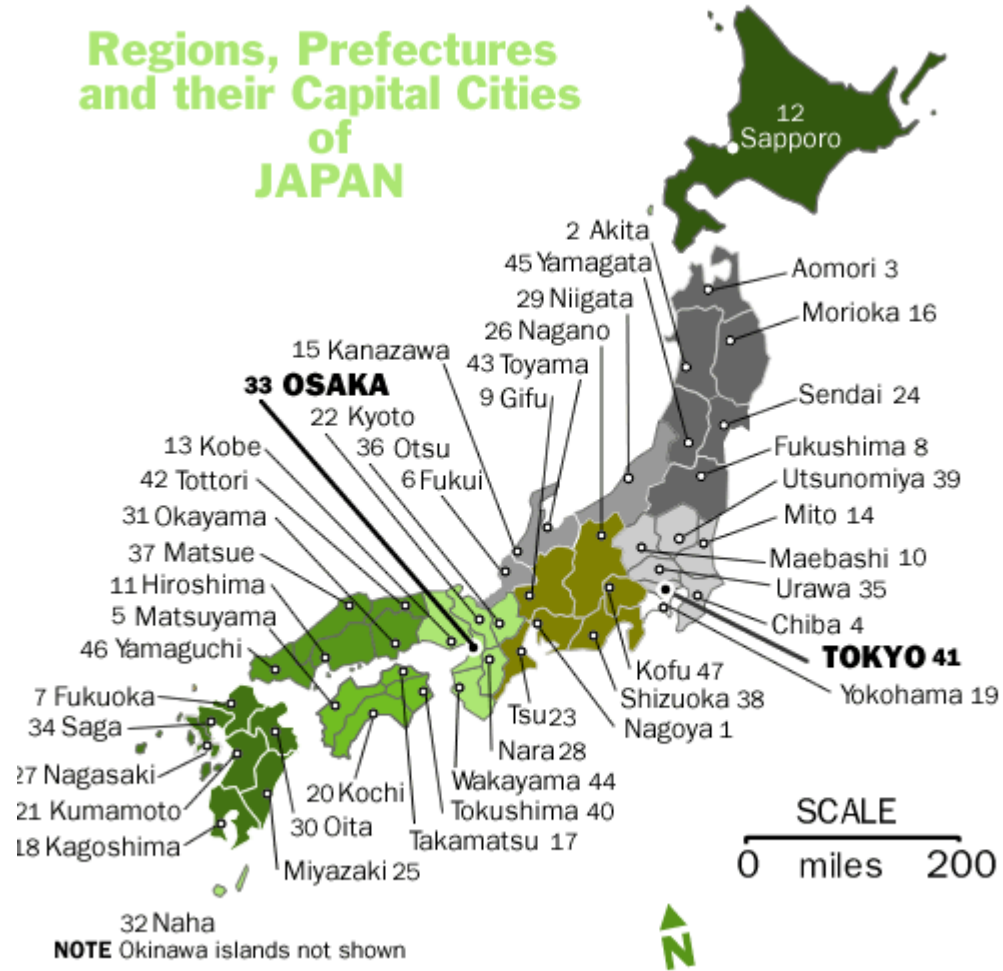 Regions, Prefectures
and their Capital Cities
of
JAPAN
12
Sapporo
2 Akita
45 Yamagata
29 Niigata
26 Nagano
15 Kanazawa
43 Toyama
9 Gifu
33 OSAKA
22 Kyoto
36 Otsu
6 Fukui
13 Kobe
42 Tottori
31 Okayama
37 Matsue
11 Hiroshima
5 Matsuyama
46 Yamaguchi
7 Fukuoka
34 Saga
27 Nagasaki
21 Kumamoto
18 Kagoshima
Aomori 3
Morioka 16
Sendai 24
Fukushima 8
Utsunomiya 39
Mito 14
Maebashi 10
Urawa 35
Chiba 4
TOKYO 41
Yokohama 19
Kofu 47
Shizuoka 38
Nagoya 1
Tsu 23
Nara 28
Wakayama 44
Tokushima 40
Takamatsu 17
20 Kochi
30 Oita
Miyazaki 25
32 Naha
NOTE Okinawa islands not shown
SCALE
0 miles 200
N